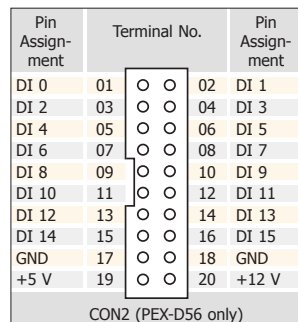 Pin Assign-ment Terminal No. Pin Assign-ment
DI 0 01 02 DI 1
DI 2 03 04 DI 3
DI 4 05 06 DI 5
DI 6 07 08 DI 7
DI 8 09 10 DI 9
DI 10 11 12 DI 11
DI 12 13 14 DI 13
DI 14 15 16 DI 15
GND 17 18 GND
+5 V 19 20 +12 V
CON2 (PEX-D56 only)